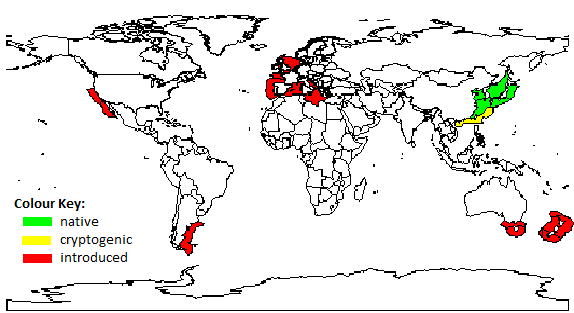 Colour Key:
native
cryptogenic
introduced